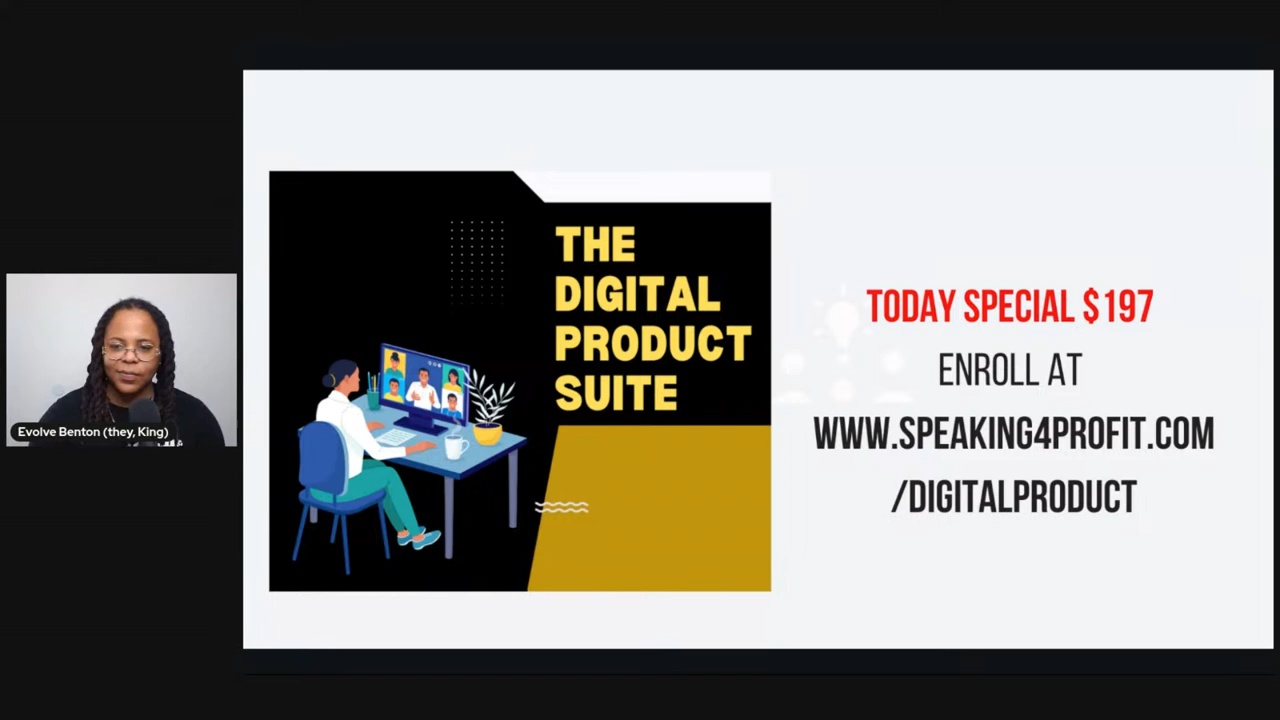 THE
DIGITAL
PRODUCT
SUITE
TODAY SPECIAL $197
ENROLL AT
WWW.SPEAKING4PROFIT.COM
/DIGITALPRODUCT
Evolve Benton (they, King)